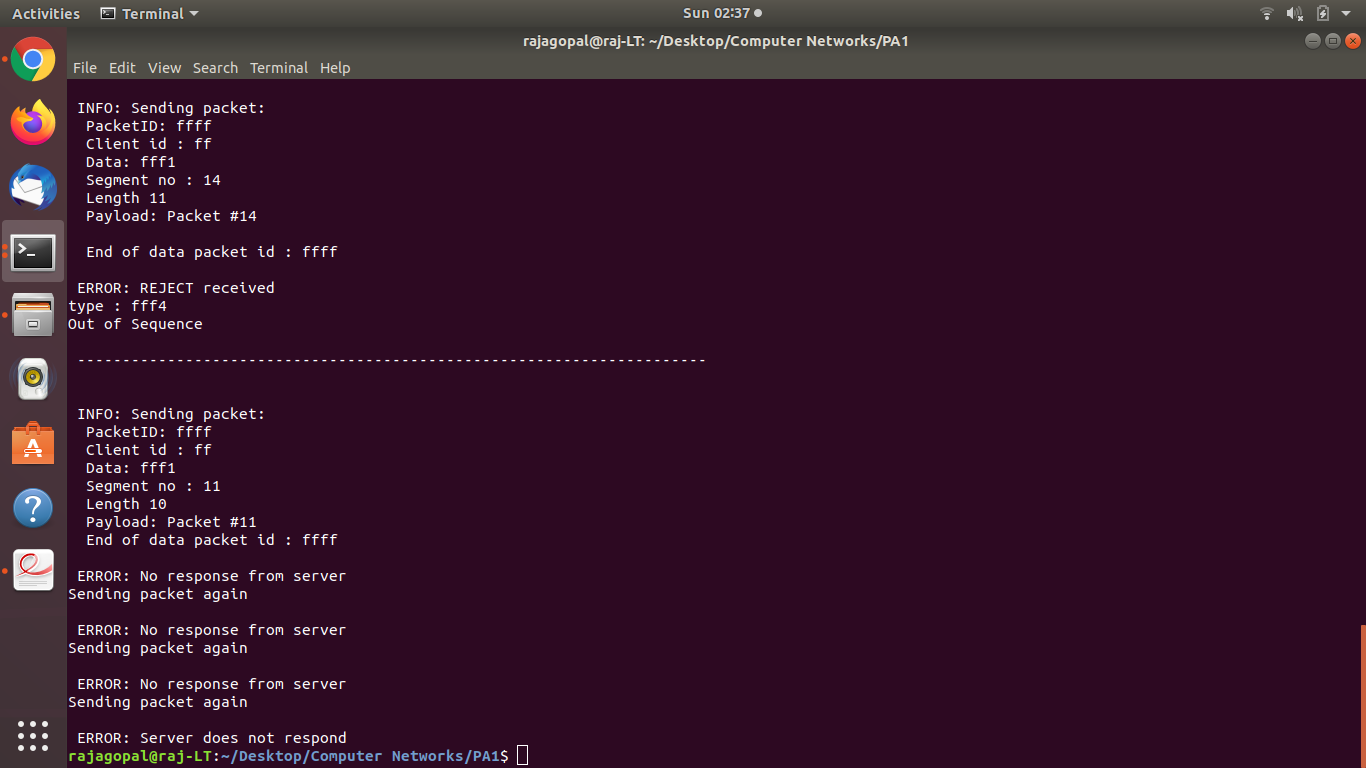 Activities Terminal Sun 02:37
rajagopal@raj-LT: ~/Desktop/Computer Networks/PA1
File Edit View Search Terminal Help
INFO: Sending packet:
PacketID: ffff
Client id : ff
Data: fff1
Segment no : 14
Length 11
Payload: Packet #14
End of data packet id : ffff
ERROR: REJECT received
type : fff4
Out of Sequence
----------------------------------------------------------------------
INFO: Sending packet:
PacketID: ffff
Client id : ff
Data: fff1
Segment no : 11
Length 10
Payload: Packet #11
End of data packet id : ffff
ERROR: No response from server
Sending packet again
ERROR: No response from server
Sending packet again
ERROR: No response from server
Sending packet again
ERROR: Server does not respond
rajagopal@raj-LT:~/Desktop/Computer Networks/PA1$